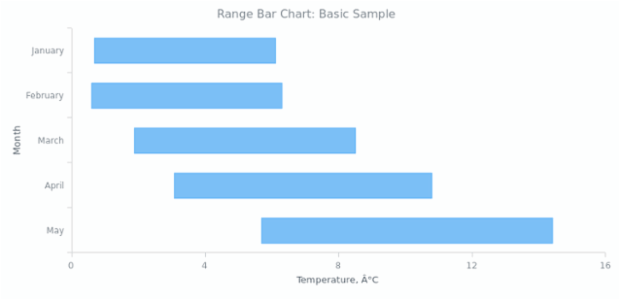 Range Bar Chart: Basic Sample
January
February
March
April
May
Month
0 4 8 12 16
Temperature, Â°C